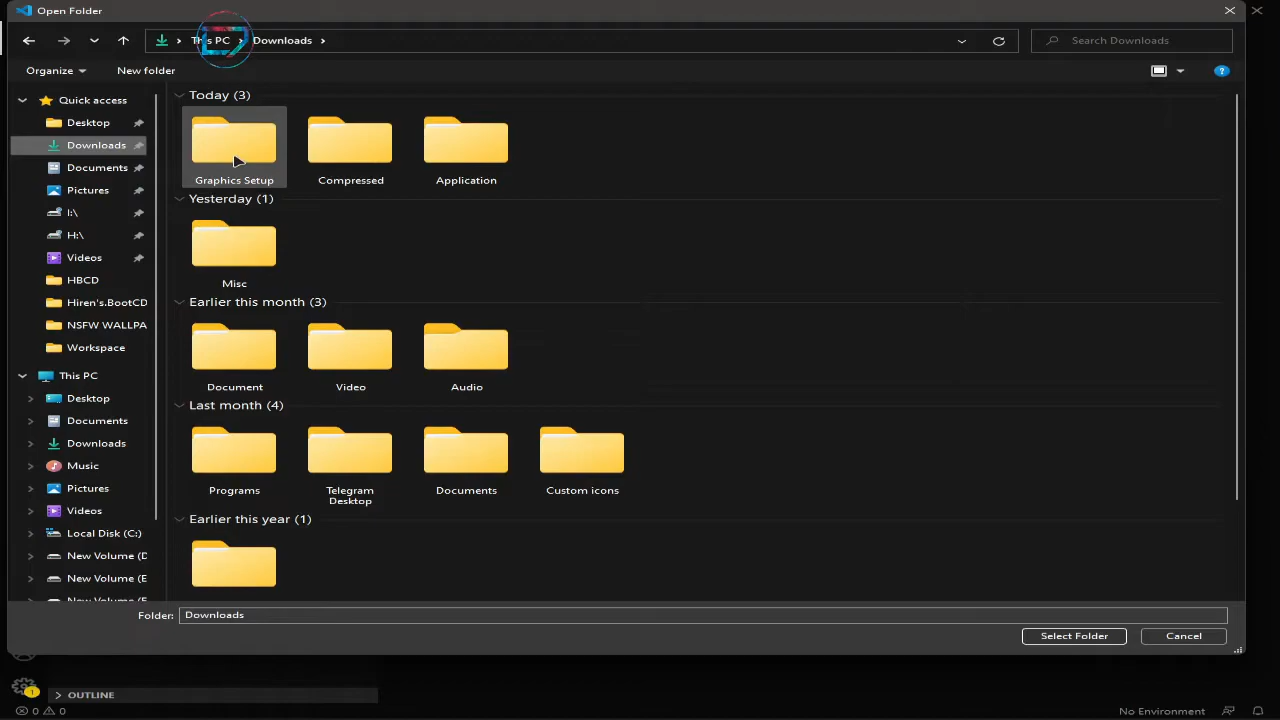 Open Folder
This PC
Downloads
Search Downloads
Organize
New folder
Quick access
Desktop
Downloads
Documents
Pictures
I:\
H:\
Videos
HBCD
Hiren's.BootCD
NSFW WALLPA
Workspace
This PC
Desktop
Documents
Downloads
Music
Pictures
Videos
Local Disk (C:)
New Volume (D
New Volume (E
Today (3)
Graphics Setup
Compressed
Application
Yesterday (1)
Misc
Earlier this month (3)
Document
Video
Audio
Last month (4)
Programs
Telegram
Desktop
Documents
Custom icons
Earlier this year (1)
Folder:
Downloads
Select Folder
Cancel
1
OUTLINE
0
0
No Environment